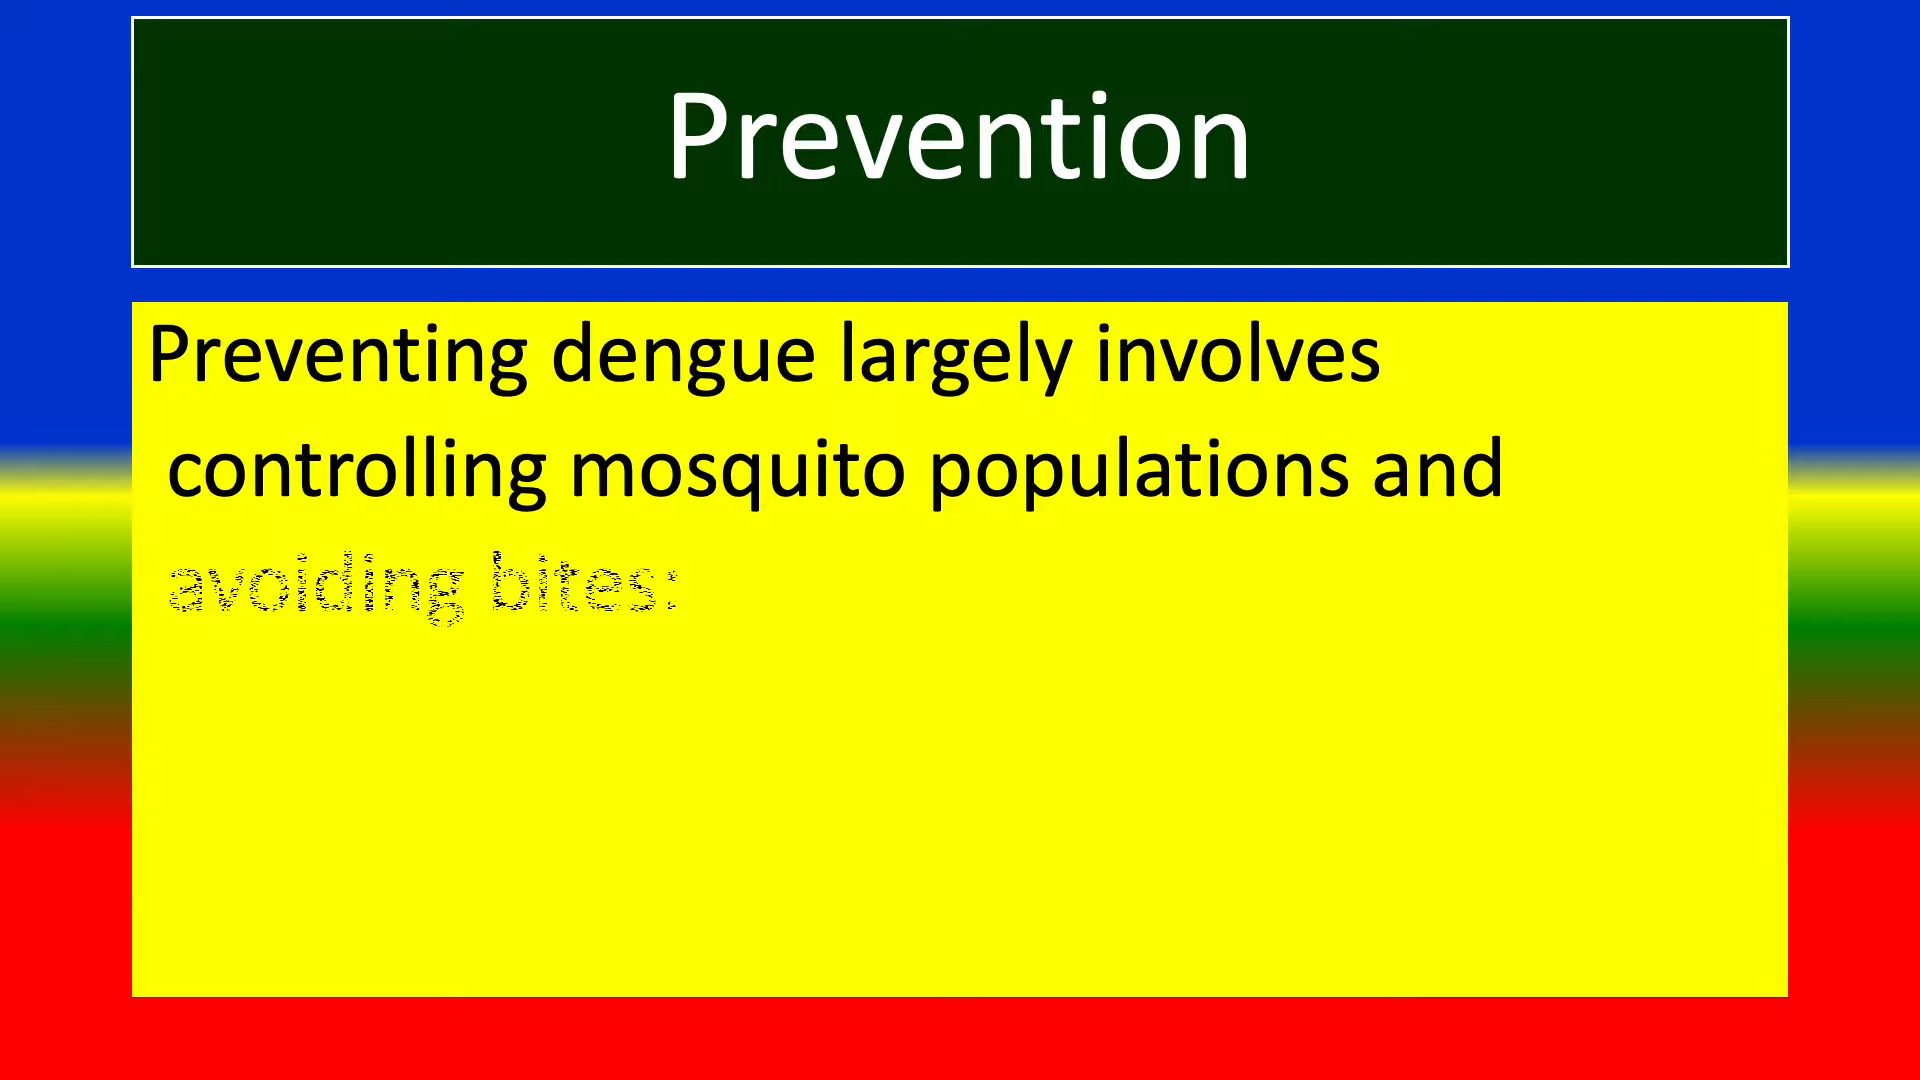 Prevention
Preventing dengue largely involves
controlling mosquito populations and
avoiding bites: